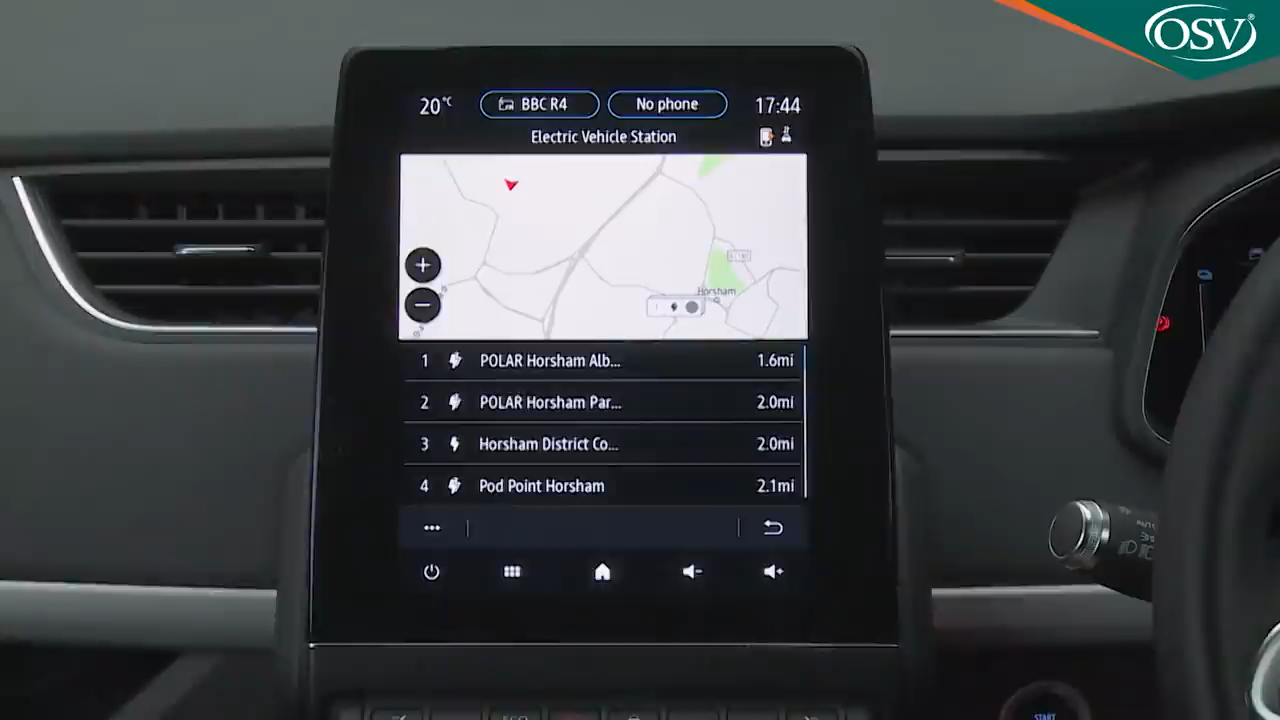 OSV
20°C BBC R4 No phone 17:44
Electric Vehicle Station
Horsham
1 POLAR Horsham Alb... 1.6mi
2 POLAR Horsham Par... 2.0mi
3 Horsham District Co... 2.0mi
4 Pod Point Horsham 2.1mi
START